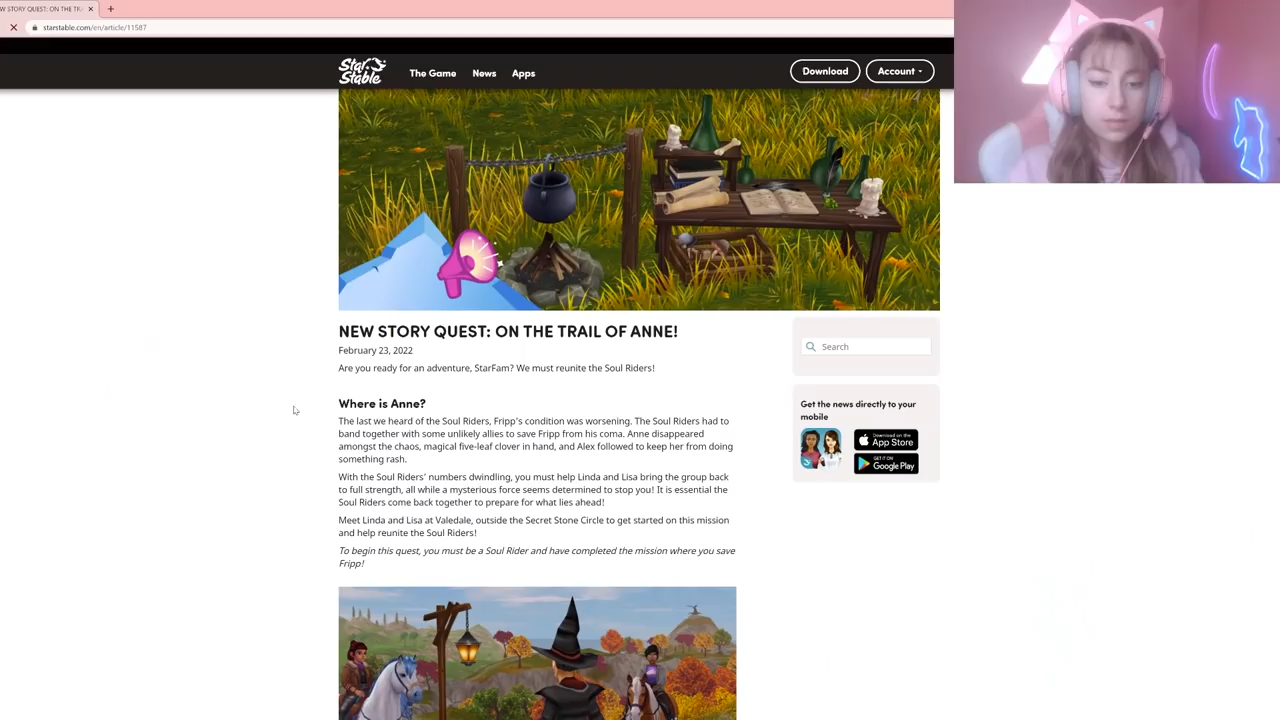 W STORY QUEST: ON THE TR
starstable.com/en/article/11587
Star Stable
The Game News Apps
Download Account
NEW STORY QUEST: ON THE TRAIL OF ANNE!
February 23, 2022
Are you ready for an adventure, StarFam? We must reunite the Soul Riders!
Where is Anne?
The last we heard of the Soul Riders, Fripp's condition was worsening. The Soul Riders had to
band together with some unlikely allies to save Fripp from his coma. Anne disappeared
amongst the chaos, magical five-leaf clover in hand, and Alex followed to keep her from doing
something rash.
With the Soul Riders' numbers dwindling, you must help Linda and Lisa bring the group back
to full strength, all while a mysterious force seems determined to stop you! It is essential the
Soul Riders come back together to prepare for what lies ahead!
Meet Linda and Lisa at Valedale, outside the Secret Stone Circle to get started on this mission
and help reunite the Soul Riders!
To begin this quest, you must be a Soul Rider and have completed the mission where you save
Fripp!
Search
Get the news directly to your
mobile
Download on the
App Store
GET IT ON
Google Play